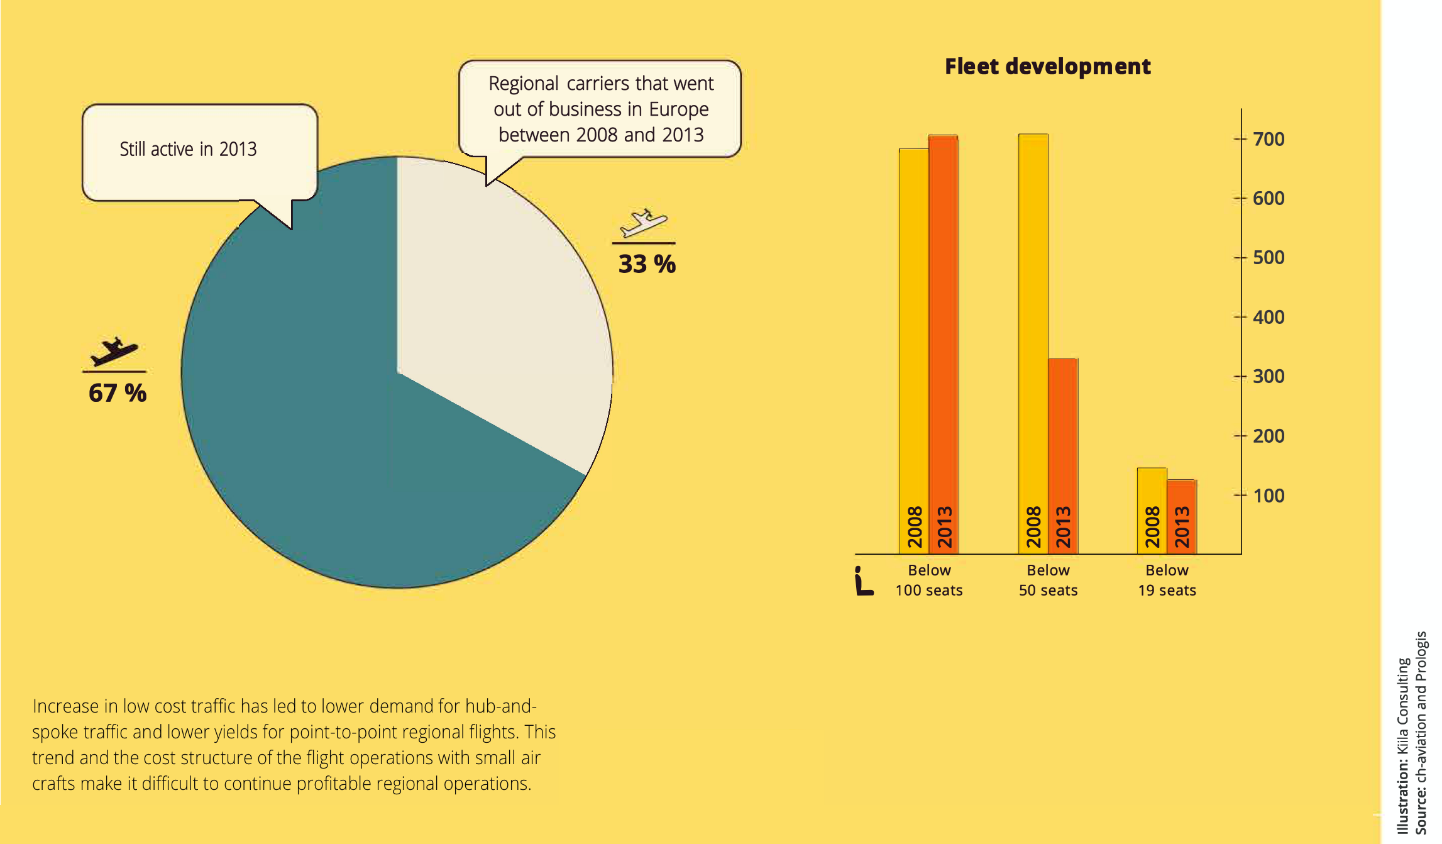 Still active in 2013
Regional carriers that went
out of business in Europe
between 2008 and 2013
33 %
67 %
Increase in low cost traffic has led to lower demand for hub-and-
spoke traffic and lower yields for point-to-point regional flights. This
trend and the cost structure of the flight operations with small air
crafts make it difficult to continue profitable regional operations.
Fleet development
700
600
500
400
300
200
100
2008
2013
2008
2013
2008
2013
Below
100 seats
Below
50 seats
Below
19 seats
Illustration: Kiila Consulting
Source: ch-aviation and Prologis